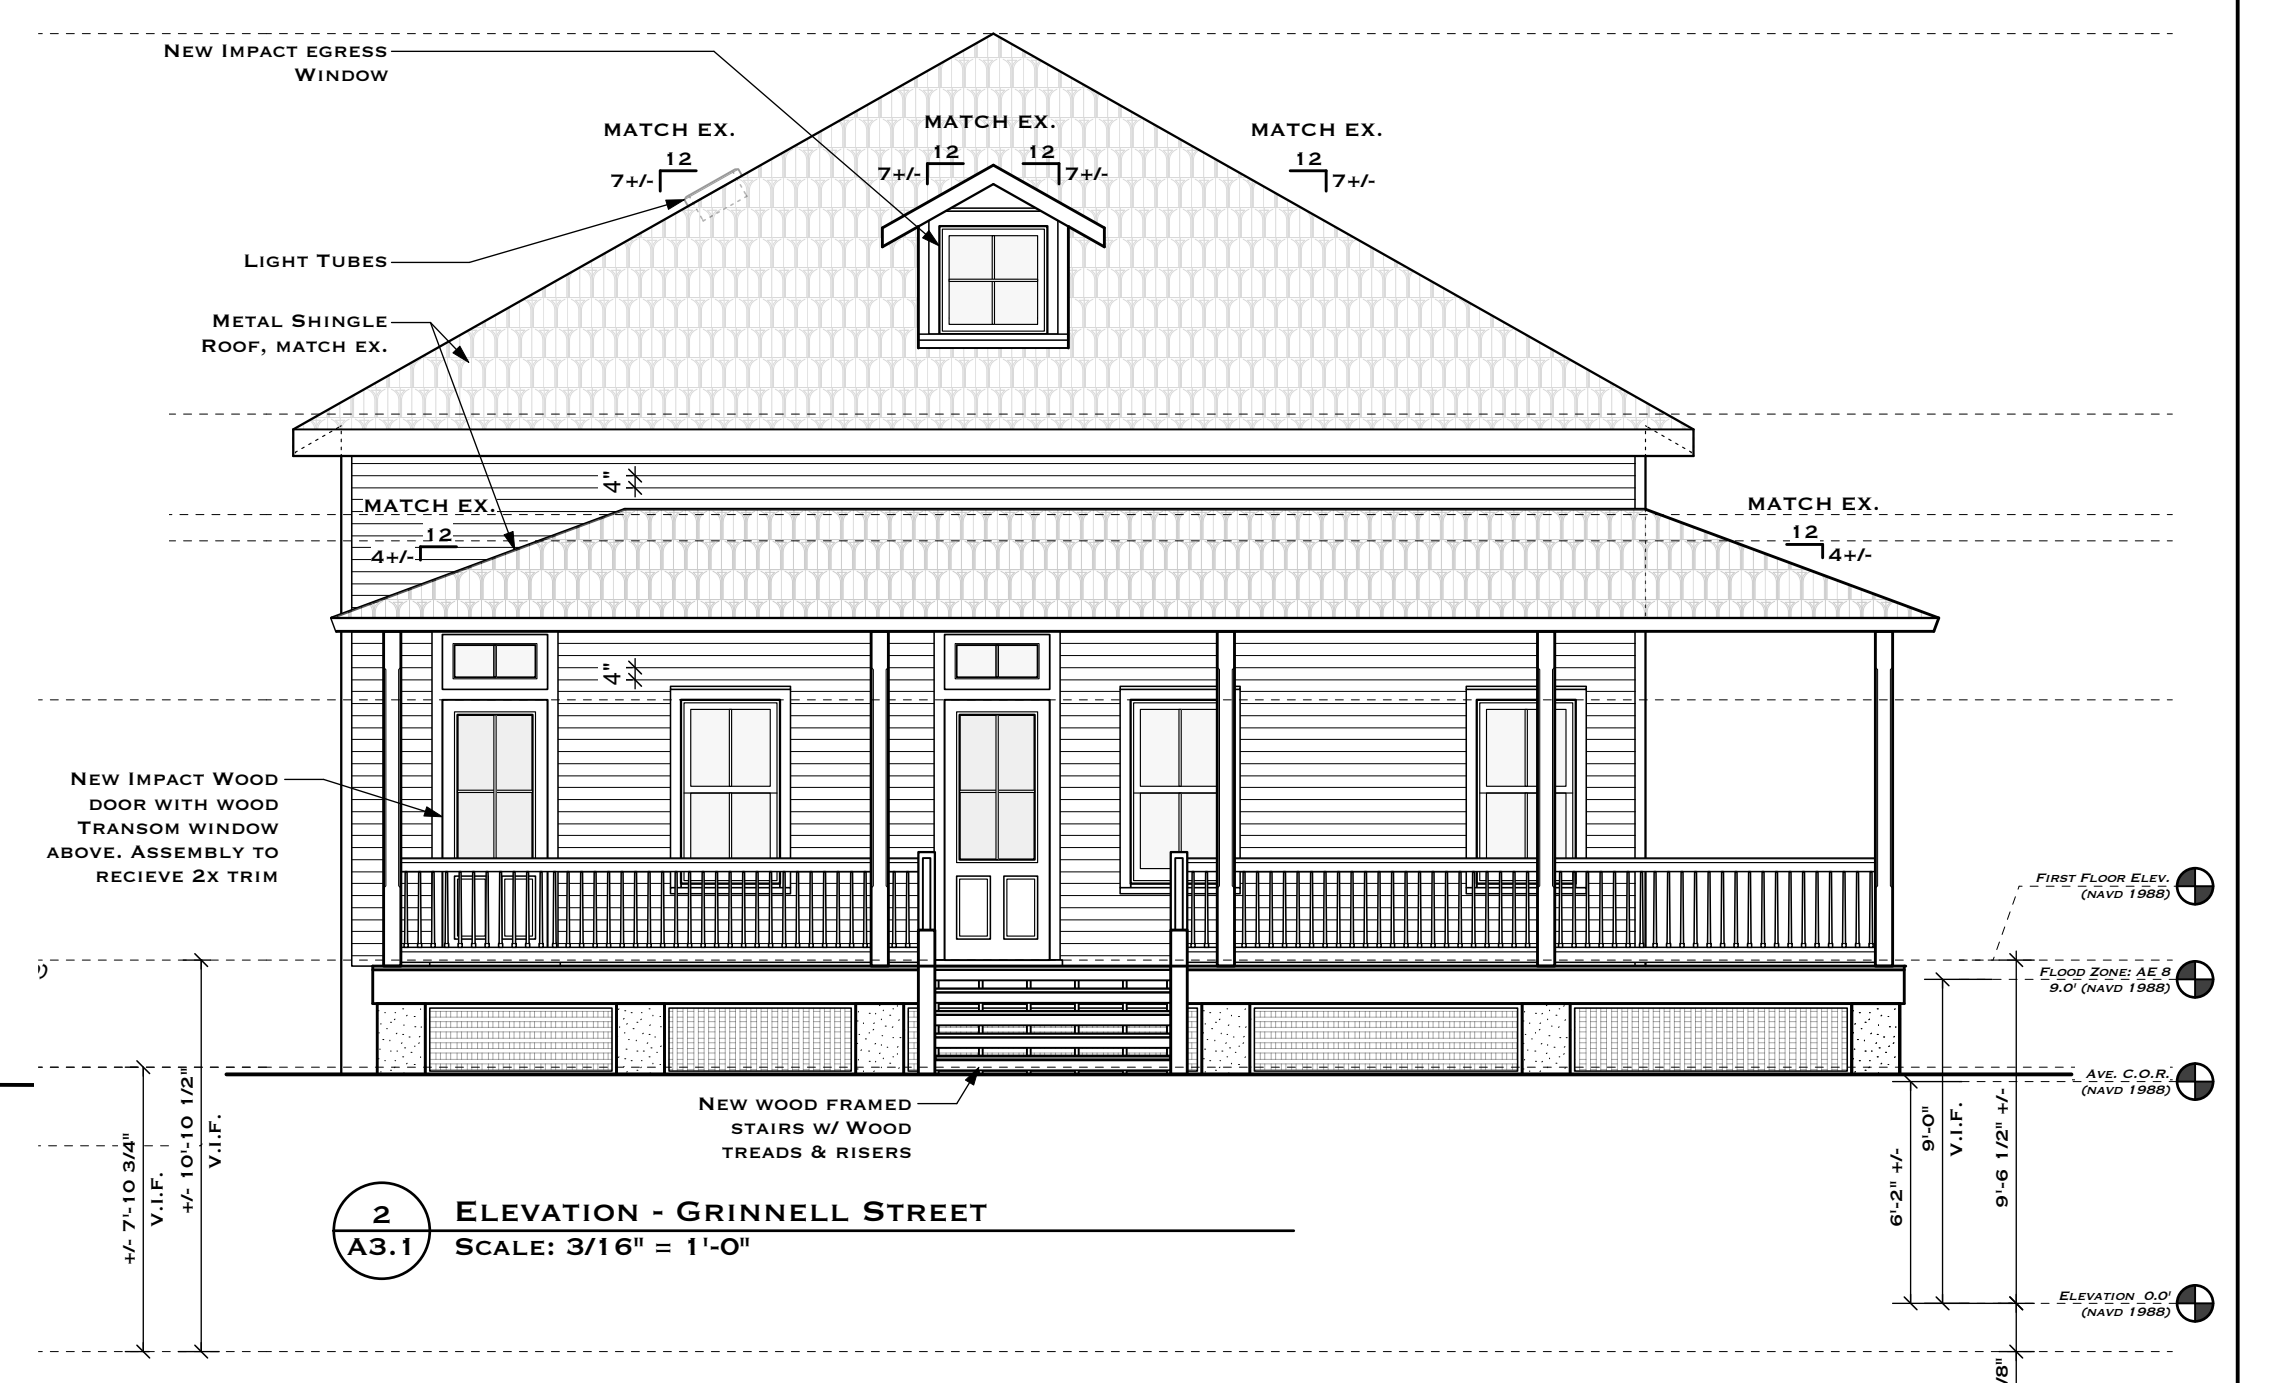 New Impact egress
Window
MATCH EX.
12
7+/-
MATCH EX.
12
7+/-
12
7+/-
MATCH EX.
12
7+/-
Light Tubes
Metal Shingle
Roof, match ex.
4"
MATCH EX.
12
4+/-
MATCH EX.
12
4+/-
4"
New Impact Wood
door with wood
Transom window
above. Assembly to
recieve 2x trim
First Floor Elev.
(NAVD 1988)
Flood Zone: AE 8
9.0' (NAVD 1988)
Ave. C.O.R.
(NAVD 1988)
New wood framed
stairs w/ Wood
treads & risers
+/- 7'-10 3/4"
V.I.F.
+/- 10'-10 1/2"
V.I.F.
6'-2" +/-
9'-0"
V.I.F.
9'-6 1/2" +/-
Elevation 0.0'
(NAVD 1988)
2
A3.1
Elevation - Grinnell Street
Scale: 3/16" = 1'-0"
/8"